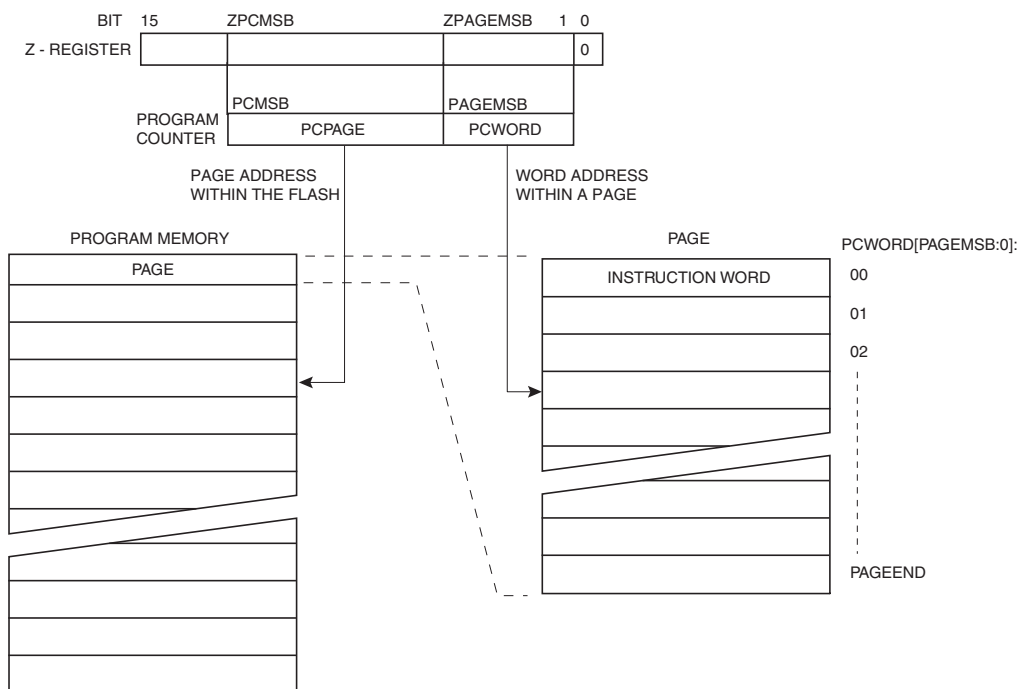 BIT 15 ZPCMSB ZPAGEMSB 1 0
Z - REGISTER 0
PCMSB PAGEMSB
PROGRAM
COUNTER
PCPAGE PCWORD
PAGE ADDRESS
WITHIN THE FLASH
WORD ADDRESS
WITHIN A PAGE
PROGRAM MEMORY
PAGE
PAGE
PCWORD[PAGEMSB:0]:
INSTRUCTION WORD
00
01
02
PAGEEND